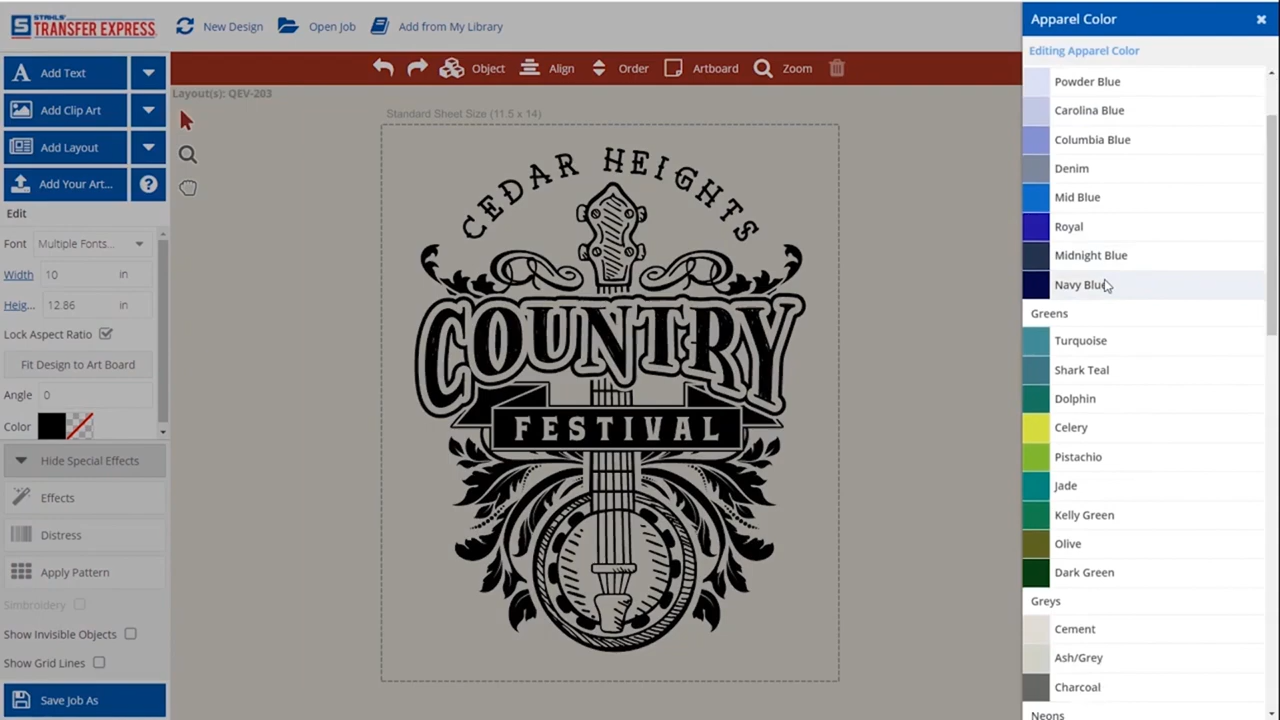 STAHLS'
TRANSFER EXPRESS
New Design
Open Job
Add from My Library
Apparel Color
Editing Apparel Color
Object
Align
Order
Artboard
Zoom
Layout(s): QEV-203
Standard Sheet Size (11.5 x 14)
Add Text
Add Clip Art
Add Layout
Add Your Art...
Edit
Font
Multiple Fonts...
Width
10
in
Heig...
12.86
in
Lock Aspect Ratio
Fit Design to Art Board
Angle
0
Color
Hide Special Effects
Effects
Distress
Apply Pattern
Simbroidery
Show Invisible Objects
Show Grid Lines
Save Job As
CEDAR HEIGHTS
COUNTRY
FESTIVAL
Powder Blue
Carolina Blue
Columbia Blue
Denim
Mid Blue
Royal
Midnight Blue
Navy Blue
Greens
Turquoise
Shark Teal
Dolphin
Celery
Pistachio
Jade
Kelly Green
Olive
Dark Green
Greys
Cement
Ash/Grey
Charcoal
Neons